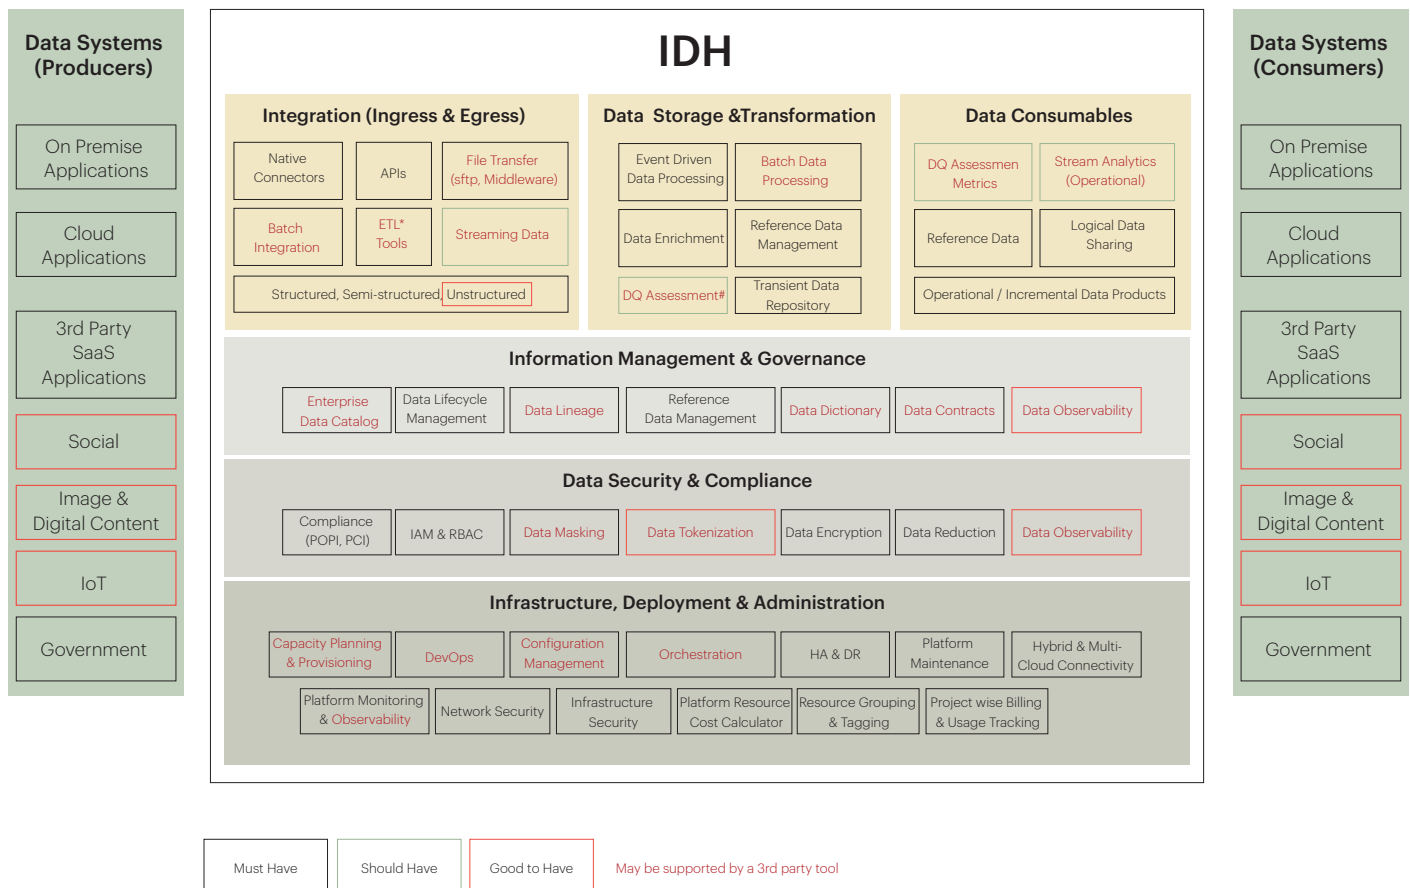 Data Systems
(Producers)
On Premise
Applications
Cloud
Applications
3rd Party
SaaS
Applications
Social
Image &
Digital Content
IoT
Government
IDH
Integration (Ingress & Egress)
Native
Connectors
APIs
File Transfer
(sftp, Middleware)
Batch
Integration
ETL*
Tools
Streaming Data
Structured, Semi-structured, Unstructured
Data Storage &Transformation
Event Driven
Data Processing
Batch Data
Processing
Data Enrichment
Reference Data
Management
DQ Assessment#
Transient Data
Repository
Data Consumables
DQ Assessmen
Metrics
Stream Analytics
(Operational)
Reference Data
Logical Data
Sharing
Operational / Incremental Data Products
Information Management & Governance
Enterprise
Data Catalog
Data Lifecycle
Management
Data Lineage
Reference
Data Management
Data Dictionary
Data Contracts
Data Observability
Data Security & Compliance
Compliance
(POPI, PCI)
IAM & RBAC
Data Masking
Data Tokenization
Data Encryption
Data Reduction
Data Observability
Infrastructure, Deployment & Administration
Capacity Planning
& Provisioning
DevOps
Configuration
Management
Orchestration
HA & DR
Platform
Maintenance
Hybrid & Multi-
Cloud Connectivity
Platform Monitoring
& Observability
Network Security
Infrastructure
Security
Platform Resource
Cost Calculator
Resource Grouping
& Tagging
Project wise Billing
& Usage Tracking
Data Systems
(Consumers)
On Premise
Applications
Cloud
Applications
3rd Party
SaaS
Applications
Social
Image &
Digital Content
IoT
Government
Must Have
Should Have
Good to Have
May be supported by a 3rd party tool